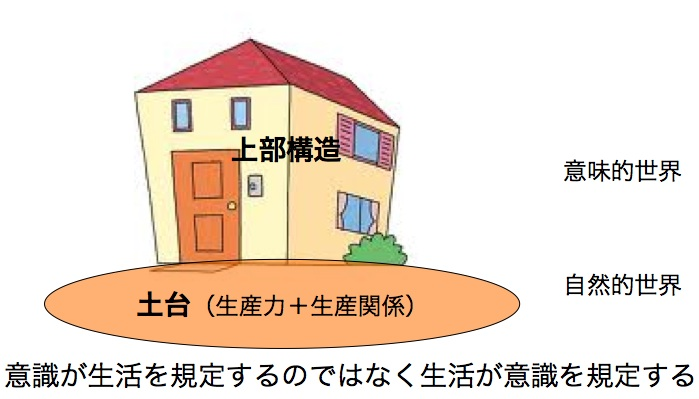 上部構造
意味的世界
自然的世界
土台（生産力＋生産関係）
意識が生活を規定するのではなく生活が意識を規定する